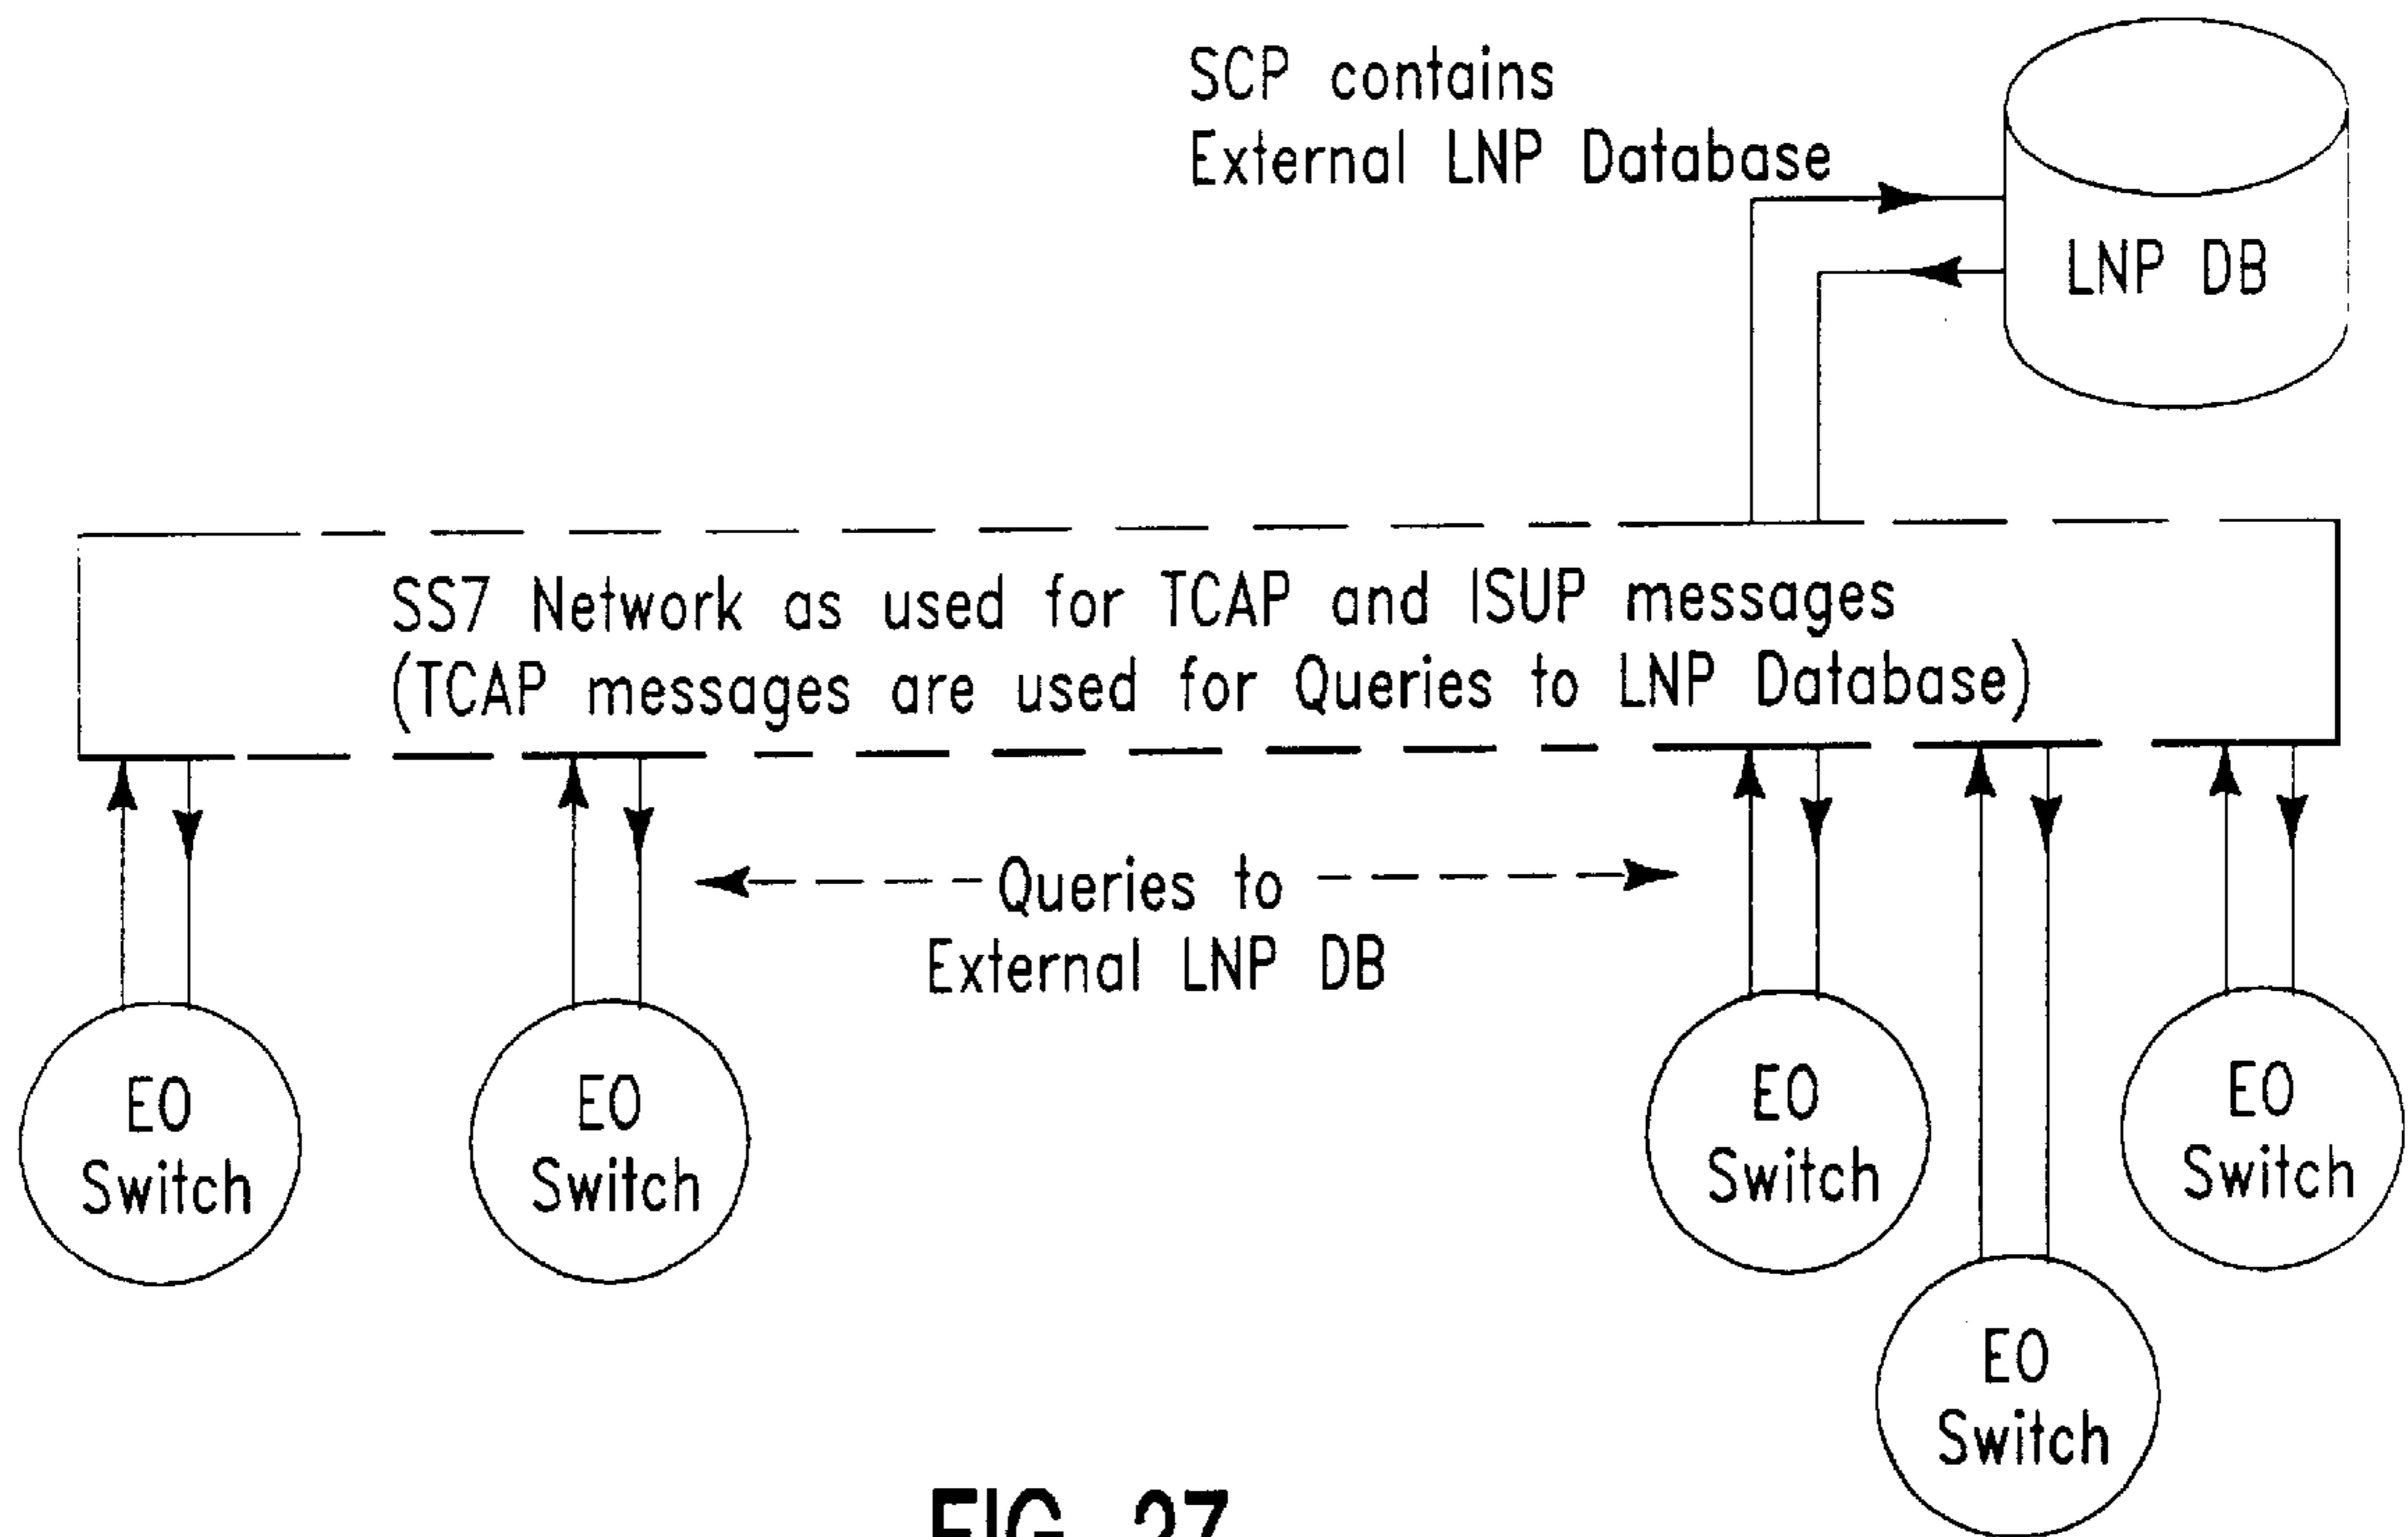 SCP contains
External LNP Database
LNP DB
SS7 Network as used for TCAP and ISUP messages
(TCAP messages are used for Queries to LNP Database)
Queries to
External LNP DB
EO
Switch
EO
Switch
EO
Switch
EO
Switch
EO
Switch
FIG. 27